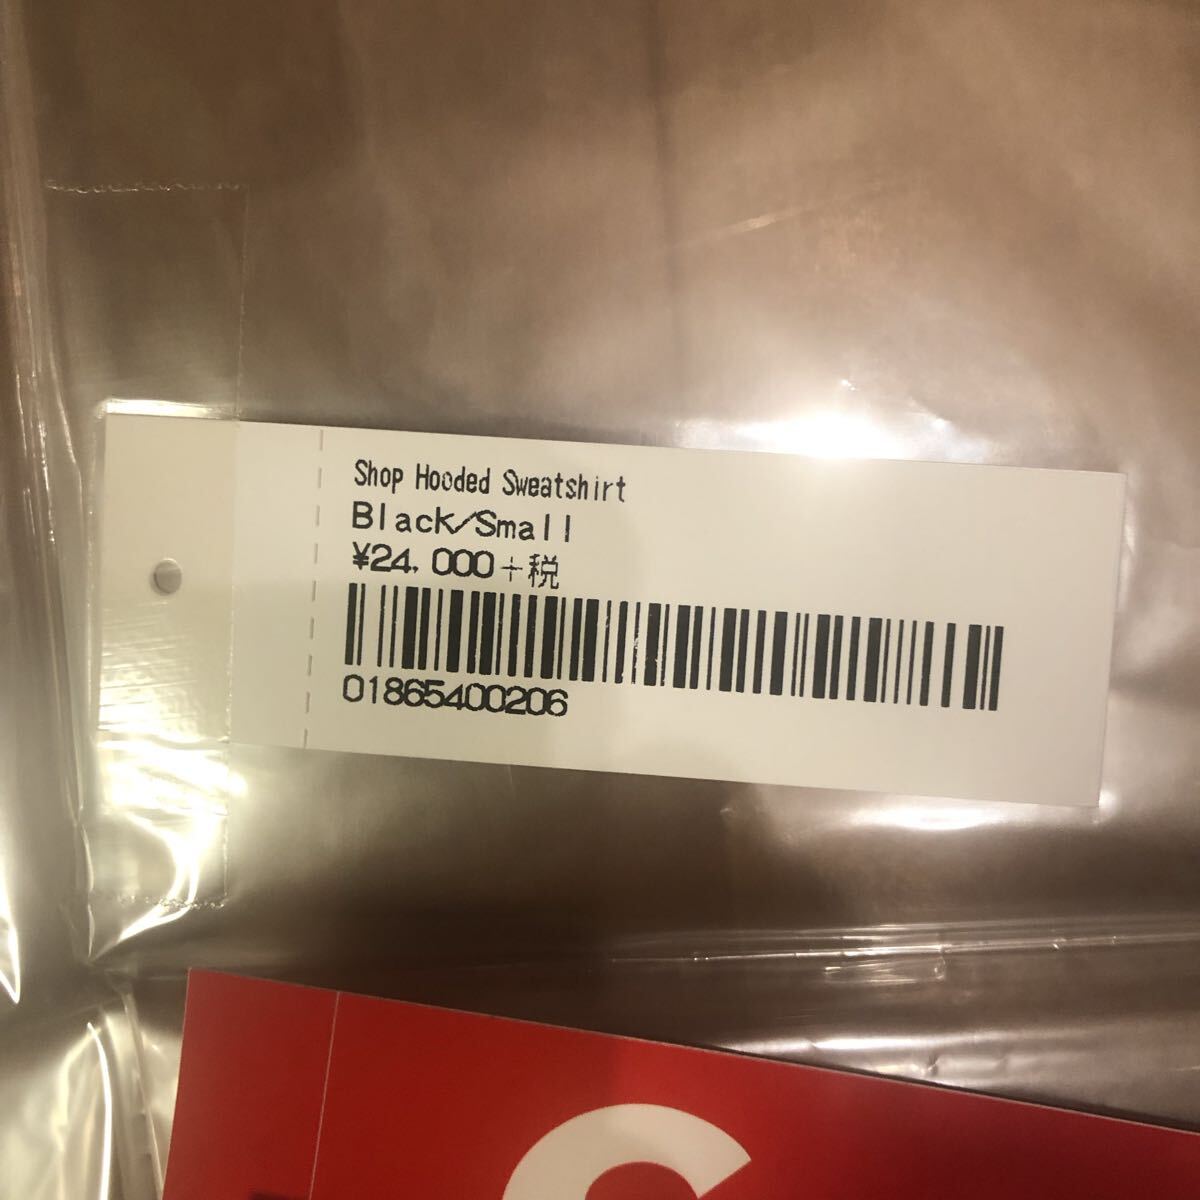 Shop Hooded Sweatshirt
Black/Small
¥24,000+税
01865400206
S